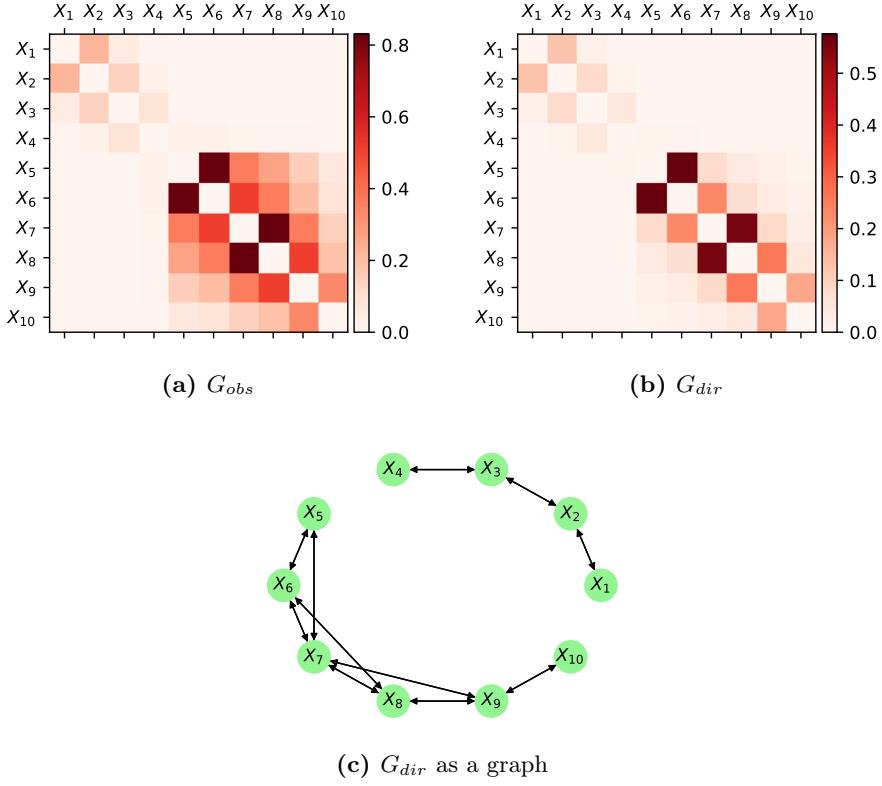 X1 X2 X3 X4 X5 X6 X7 X8 X9 X10
X1
X2
X3
X4
X5
X6
X7
X8
X9
X10
0.8
0.6
0.4
0.2
0.0
(a) Gobs
X1 X2 X3 X4 X5 X6 X7 X8 X9 X10
X1
X2
X3
X4
X5
X6
X7
X8
X9
X10
0.5
0.4
0.3
0.2
0.1
0.0
(b) Gdir
X4 X3
X5 X2
X6 X1
X7 X10
X8 X9
(c) Gdir as a graph